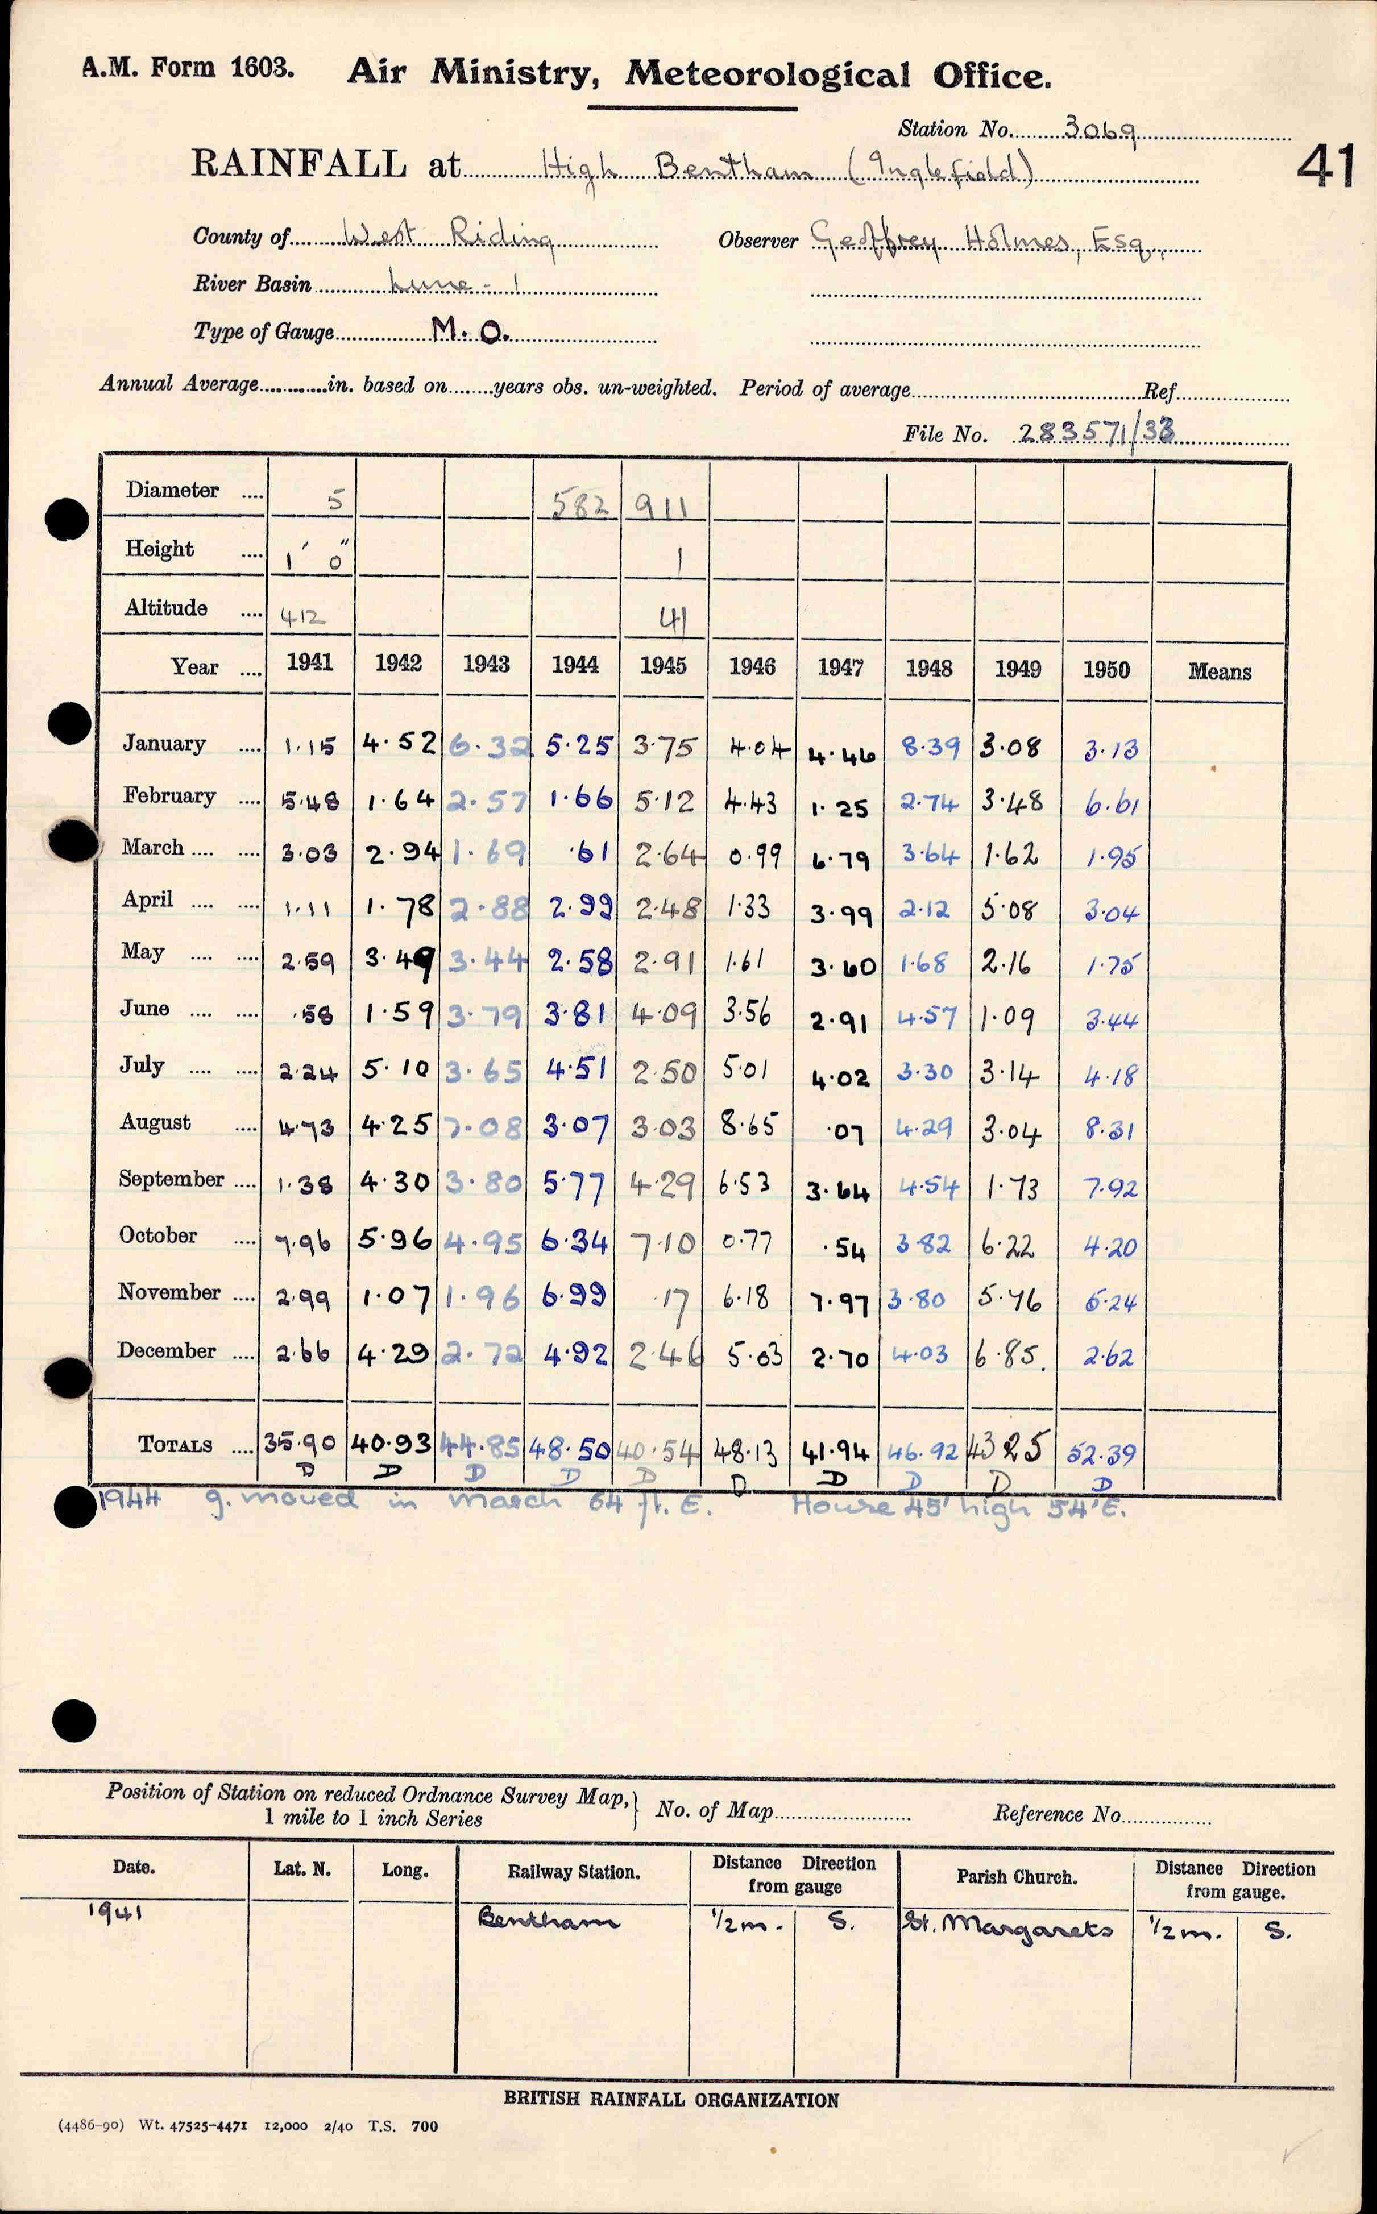 A.M. Form 1603. Air Ministry, Meteorological Office.
Station No. 3069
41
RAINFALL at High Bentham (Inglefield)
County of West Riding Observer Geoffrey Holmes, Esq.,
River Basin Lune - 1
Type of Gauge M.O.
Annual Average in. based on years obs. un-weighted. Period of average Ref
File No. 283571/33
Diameter 5 582 911
Height 1' 0" 1
Altitude 412 41
Year 1941 1942 1943 1944 1945 1946 1947 1948 1949 1950 Means
January 1.15 4.52 6.32 5.25 3.75 4.04 4.46 8.39 3.08 3.13
February 5.48 1.64 2.57 1.66 5.12 4.43 1.25 2.74 3.48 6.61
March 3.03 2.94 1.69 .61 2.64 0.99 6.79 3.64 1.62 1.95
April 1.11 1.78 2.88 2.99 2.48 1.33 3.99 2.12 5.08 3.04
May 2.59 3.49 3.44 2.58 2.91 1.61 3.60 1.68 2.16 1.75
June .58 1.59 3.79 3.81 4.09 3.56 2.91 4.57 1.09 3.44
July 2.24 5.10 3.65 4.51 2.50 5.01 4.02 3.30 3.14 4.18
August 4.73 4.25 7.08 3.07 3.03 8.65 .07 4.29 3.04 8.31
September 1.38 4.30 3.80 5.77 4.29 6.53 3.64 4.54 1.73 7.92
October 7.96 5.96 4.95 6.34 7.10 0.77 .54 3.82 6.22 4.20
November 2.99 1.07 1.96 6.99 .17 6.18 7.97 3.80 5.76 5.24
December 2.66 4.29 2.72 4.92 2.46 5.03 2.70 4.03 6.85 2.62
TOTALS 35.90 40.93 44.85 48.50 40.54 48.13 41.94 46.92 43.25 52.39
D D D D D D D D D D
1944 g. moved in March 64 ft. E. House 45' high 54' E.
Position of Station on reduced Ordnance Survey Map, 1 mile to 1 inch Series } No. of Map Reference No.
Date. Lat. N. Long. Railway Station. Distance Direction from gauge Parish Church. Distance Direction from gauge.
1941 Bentham 1/2 m. S. St. Margarets 1/2 m. S.
BRITISH RAINFALL ORGANIZATION
(4486-90) Wt. 47525-4471 12,000 2/40 T.S. 700